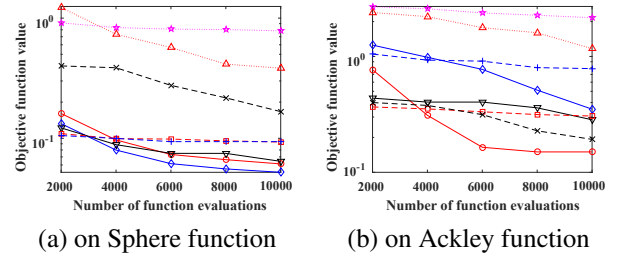 Objective function value
10^0
10^-1
2000 4000 6000 8000 10000
Number of function evaluations
(a) on Sphere function
Objective function value
10^0
10^-1
2000 4000 6000 8000 10000
Number of function evaluations
(b) on Ackley function